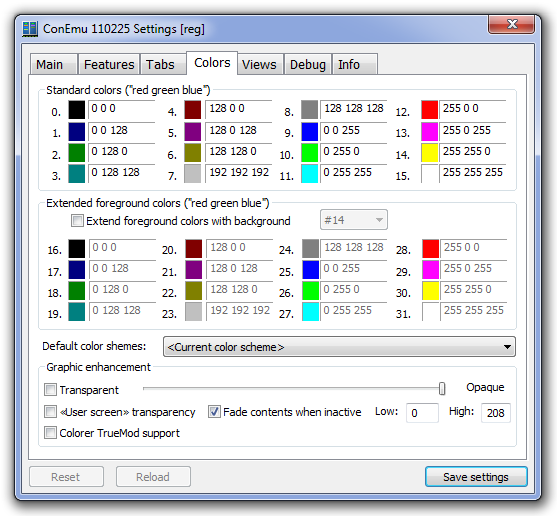 ConEmu 110225 Settings [reg]
Main Features Tabs Colors Views Debug Info
Standard colors ("red green blue")
0. 0 0 0 4. 128 0 0 8. 128 128 128 12. 255 0 0
1. 0 0 128 5. 128 0 128 9. 0 0 255 13. 255 0 255
2. 0 128 0 6. 128 128 0 10. 0 255 0 14. 255 255 0
3. 0 128 128 7. 192 192 192 11. 0 255 255 15. 255 255 255
Extended foreground colors ("red green blue")
Extend foreground colors with background #14
16. 0 0 0 20. 128 0 0 24. 128 128 128 28. 255 0 0
17. 0 0 128 21. 128 0 128 25. 0 0 255 29. 255 0 255
18. 0 128 0 22. 128 128 0 26. 0 255 0 30. 255 255 0
19. 0 128 128 23. 192 192 192 27. 0 255 255 31. 255 255 255
Default color shemes: <Current color scheme>
Graphic enhancement
Transparent Opaque
«User screen» transparency Fade contents when inactive Low: 0 High: 208
Colorer TrueMod support
Reset Reload Save settings